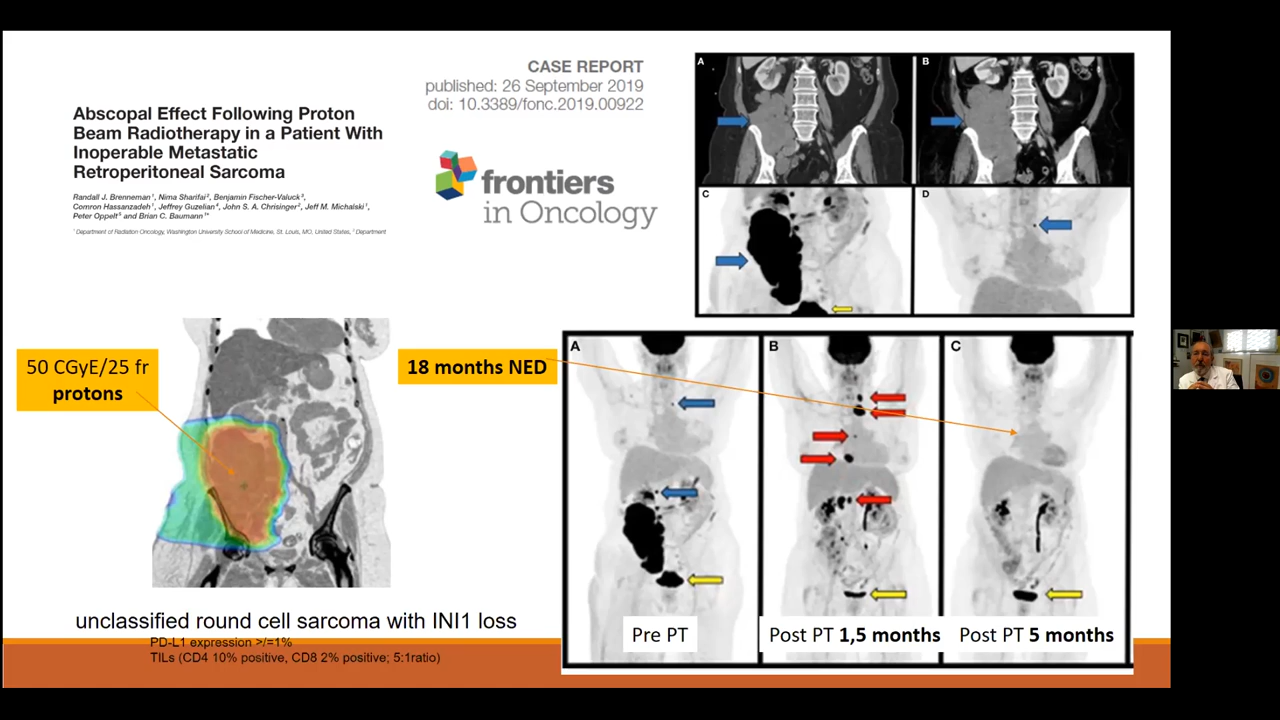 CASE REPORT
published: 26 September 2019
doi: 10.3389/fonc.2019.00922
Abscopal Effect Following Proton
Beam Radiotherapy in a Patient With
Inoperable Metastatic
Retroperitoneal Sarcoma
Randall J. Brenneman¹, Nima Sharifai², Benjamin Fischer-Valuck³,
Comron Hassanzadeh¹, Jeffrey Guzelian⁴, John S. A. Chrisinger², Jeff M. Michalski¹,
Peter Oppelt⁵ and Brian C. Baumann¹*
¹ Department of Radiation Oncology, Washington University School of Medicine, St. Louis, MO, United States, ² Department
frontiers
in Oncology
A
B
C
D
50 CGyE/25 fr
protons
18 months NED
A
B
C
Pre PT
Post PT 1,5 months
Post PT 5 months
unclassified round cell sarcoma with INI1 loss
PD-L1 expression >/=1%
TILs (CD4 10% positive, CD8 2% positive; 5:1ratio)